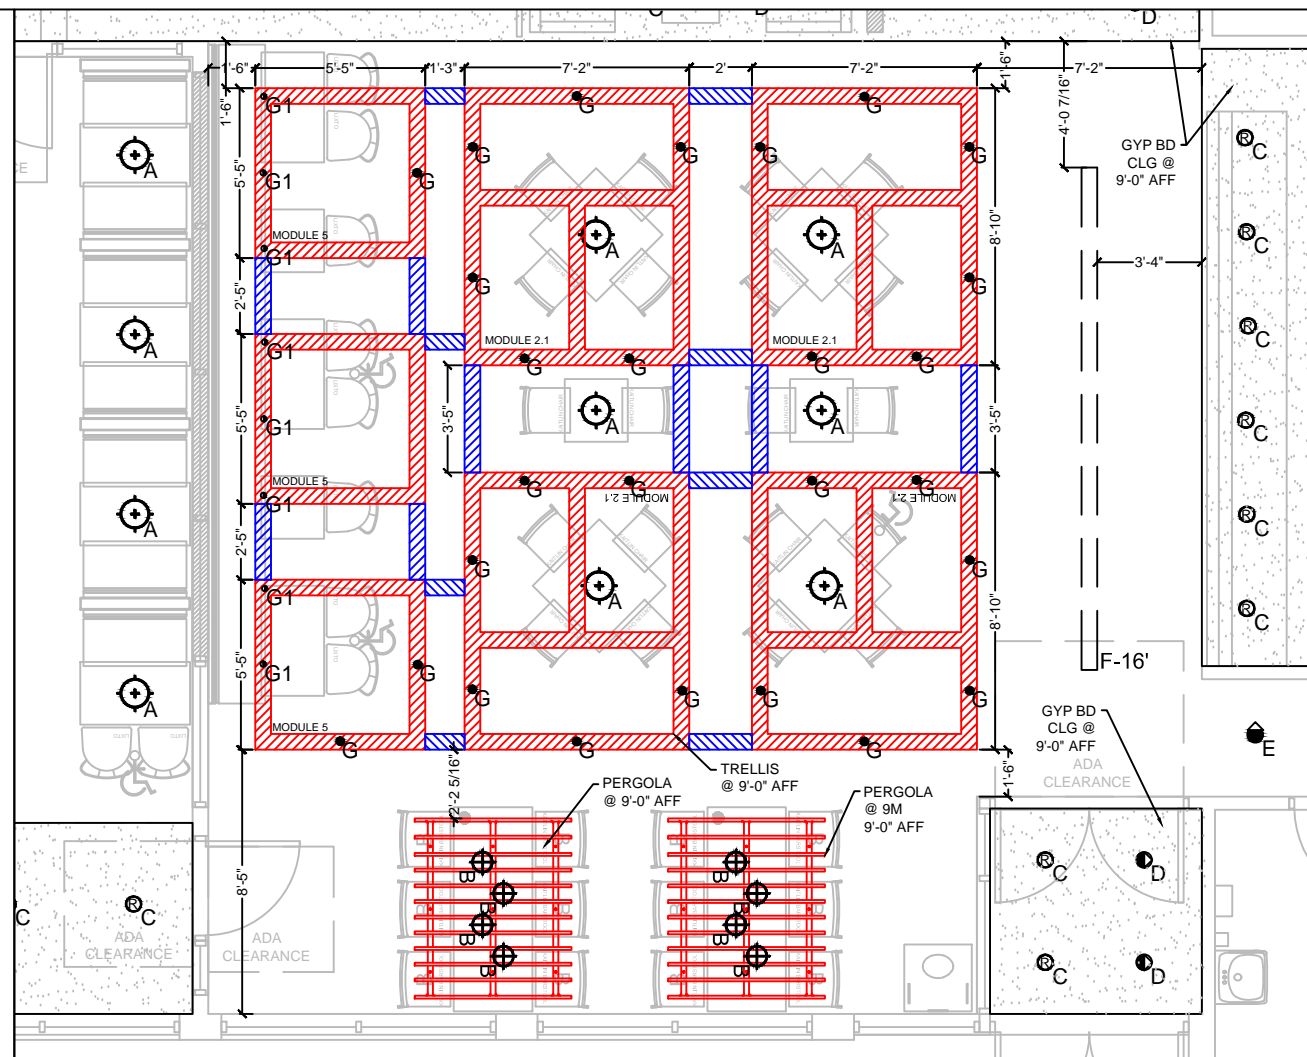 C
D
D
1'-6"
5'-5"
1'-3"
7'-2"
2'
7'-2"
1'-6"
7'-2"
1'-6"
4'-0 7/16"
GYP BD
CLG @
9'-0" AFF
G1
G
G
C
A
G
G
G
G
5'-5"
G1
G
MODULE 5
G1
A
A
8'-10"
C
3'-4"
2'-5"
G
G
A
G1
MODULE 2.1
MODULE 2.1
C
G
G
G
G
5'-5"
G1
3'-5"
A
A
3'-5"
C
MODULE 5
G1
G
G
MODULE 2.1
G
G
MODULE 2.1
A
C
2'-5"
G
G
G1
A
A
8'-10"
C
5'-5"
G1
G
G
G
G
G
F-16'
A
MODULE 5
G
G
G
GYP BD
CLG @
9'-0" AFF
E
ADA
CLEARANCE
1'-6"
2'-2 5/16"
TRELLIS
@ 9'-0" AFF
PERGOLA
@ 9'-0" AFF
PERGOLA
@ 9M
9'-0" AFF
B
B
B
B
B
B
B
B
C
D
8'-5"
C
C
ADA
CLEARANCE
ADA
CLEARANCE
C
D